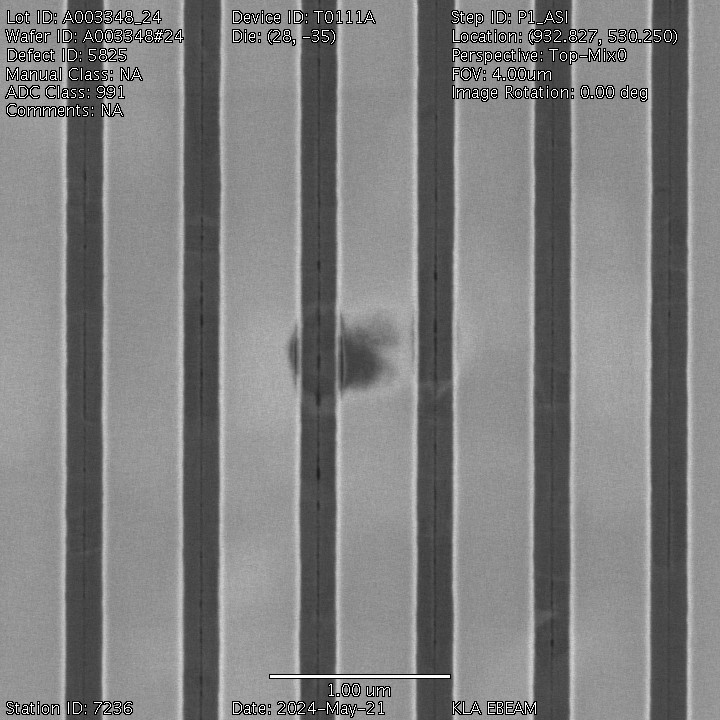 Lot ID: A003348_24
Wafer ID: A003348#24
Defect ID: 5825
Manual Class: NA
ADC Class: 991
Comments: NA
Device ID: T0111A
Die: (28, -35)
Step ID: P1_ASI
Location: (932.827, 530.250)
Perspective: Top-Mix0
FOV: 4.00um
Image Rotation: 0.00 deg
1.00 um
Station ID: 7236
Date: 2024-May-21
KLA EBEAM